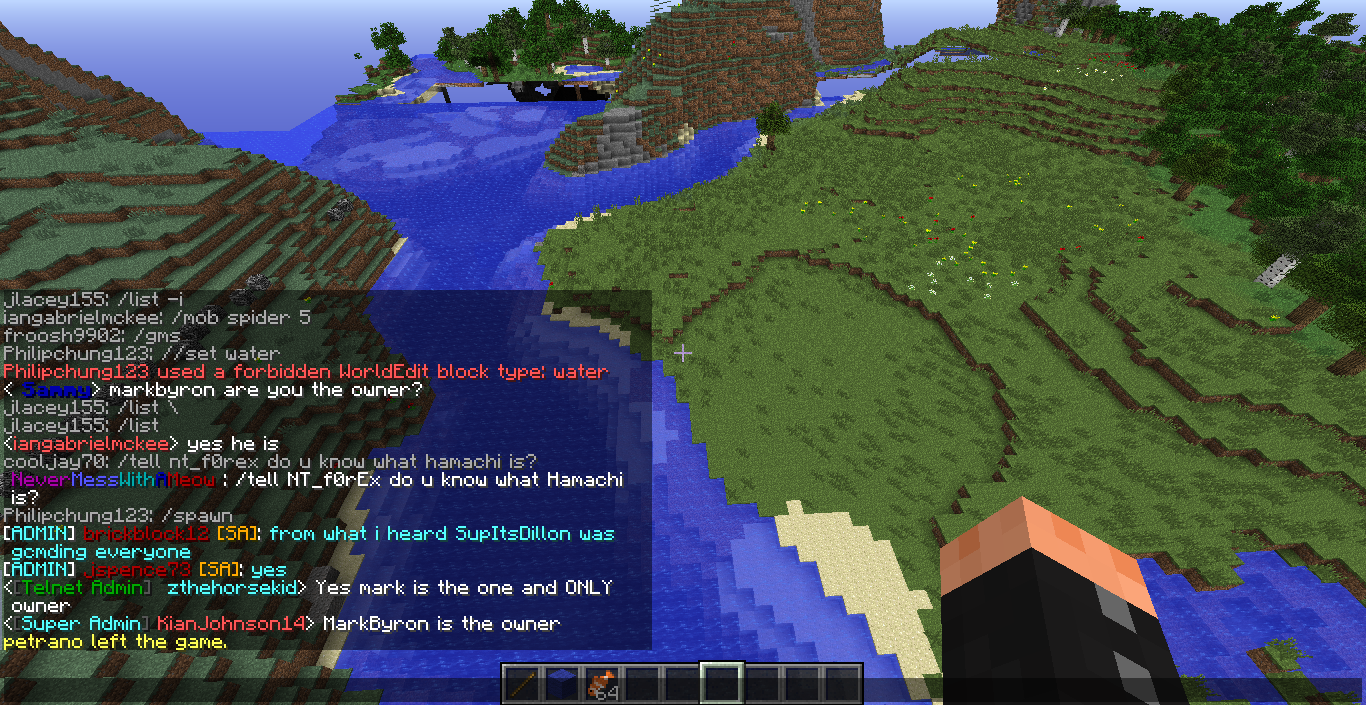 jlacey155: /list -i
iangabrielmckee: /mob spider 5
froosh9902: /gms
Philipchung123: //set water
Philipchung123 used a forbidden WorldEdit block type: water
< Sammy> markbyron are you the owner?
jlacey155: /list \
jlacey155: /list
<iangabrielmckee> yes he is
cooljay70: /tell nt_f0rex do u know what hamachi is?
NeverMessWithAMeow : /tell NT_f0rEx do u know what Hamachi
is?
Philipchung123: /spawn
[ADMIN] brickblock12 [SA]: from what i heard SupItsDillon was
gcmding everyone
[ADMIN] jspence73 [SA]: yes
<[Telnet Admin] zthehorsekid> Yes mark is the one and ONLY
owner
<[Super Admin] KianJohnson14> MarkByron is the owner
petrano left the game.
64